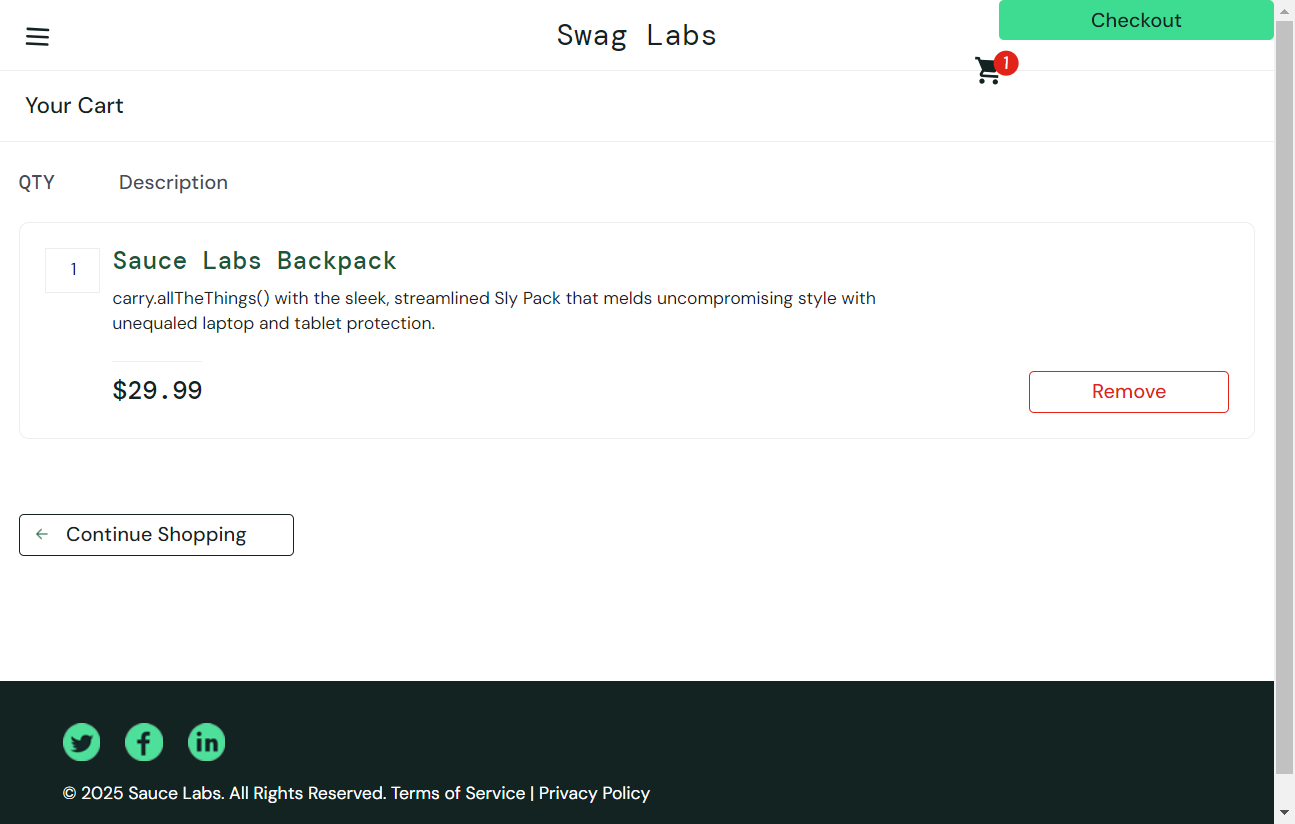 Swag Labs
Checkout
1
Your Cart
QTY Description
1
Sauce Labs Backpack
carry.allTheThings() with the sleek, streamlined Sly Pack that melds uncompromising style with
unequaled laptop and tablet protection.
$29.99
Remove
Continue Shopping
© 2025 Sauce Labs. All Rights Reserved. Terms of Service | Privacy Policy